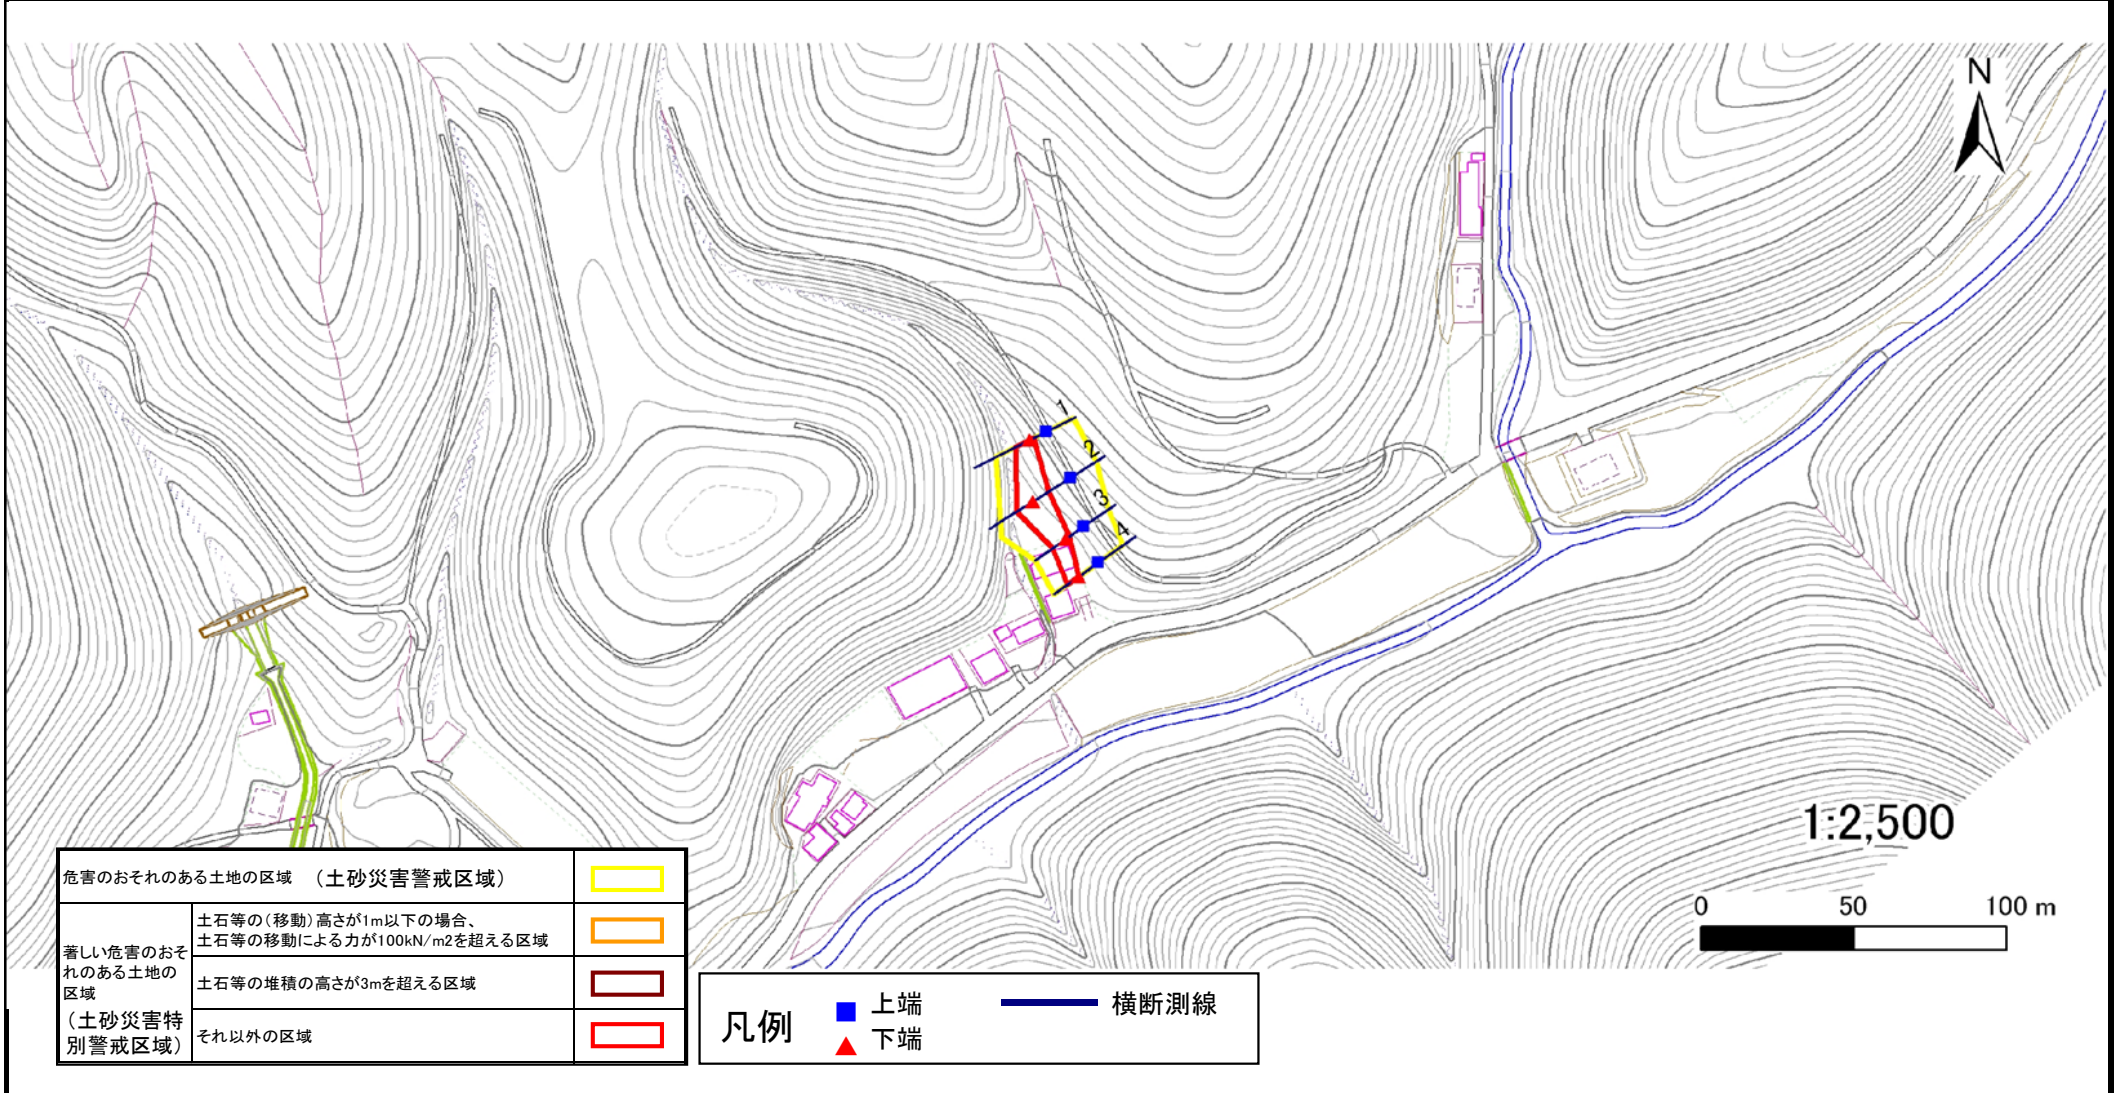 N
1
2
3
4
1:2,500
0 50 100 m
危害のおそれのある土地の区域 （土砂災害警戒区域）
著しい危害のおそ
れのある土地の
区域
（土砂災害特
別警戒区域）
土石等の（移動）高さが1m以下の場合、
土石等の移動による力が100kN/m2を超える区域
土石等の堆積の高さが3mを超える区域
それ以外の区域
凡例
上端
下端
横断測線